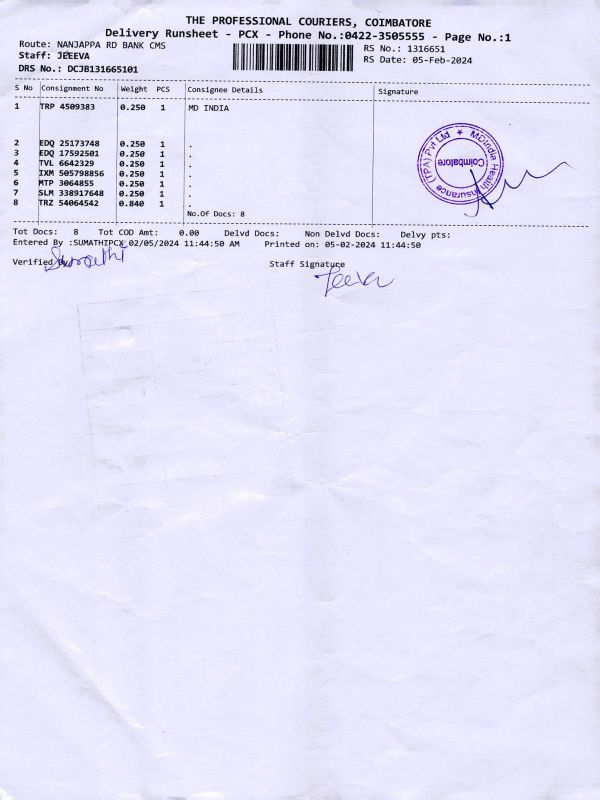 THE PROFESSIONAL COURIERS, COIMBATORE
Delivery Runsheet - PCX - Phone No.:0422-3505555 - Page No.:1
Route: NANJAPPA RD BANK CMS
RS No.: 1316651
Staff: JEEVA
RS Date: 05-Feb-2024
DRS No.: DCJB131665101
S No Consignment No Weight PCS Consignee Details Signature
1 TRP 4509383 0.250 1 MD INDIA
2 EDQ 25173748 0.250 1 .
3 EDQ 17592501 0.250 1 .
4 TVL 6642329 0.250 1 .
5 IXM 505798856 0.250 1 .
6 MTP 3064855 0.250 1 .
7 SLM 338917648 0.250 1 .
8 TRZ 54064542 0.840 1 .
No.Of Docs: 8
MDIndia Health Insurance (TPA) Pvt Ltd ★
Coimbatore
Tot Docs: 8 Tot COD Amt: 0.00 Delvd Docs: Non Delvd Docs: Delvy pts:
Entered By :SUMATHIPCX 02/05/2024 11:44:50 AM Printed on: 05-02-2024 11:44:50
Verified By Sumathi
Staff Signature
Jeeva